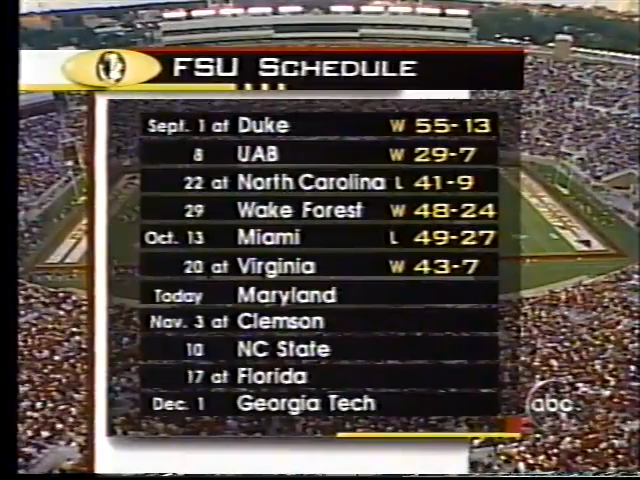 FSU SCHEDULE
Sept. 1 at Duke W 55-13
8 UAB W 29-7
22 at North Carolina L 41-9
29 Wake Forest W 48-24
Oct. 13 Miami L 49-27
20 at Virginia W 43-7
Today Maryland
Nov. 3 at Clemson
10 NC State
17 at Florida
Dec. 1 Georgia Tech
abc